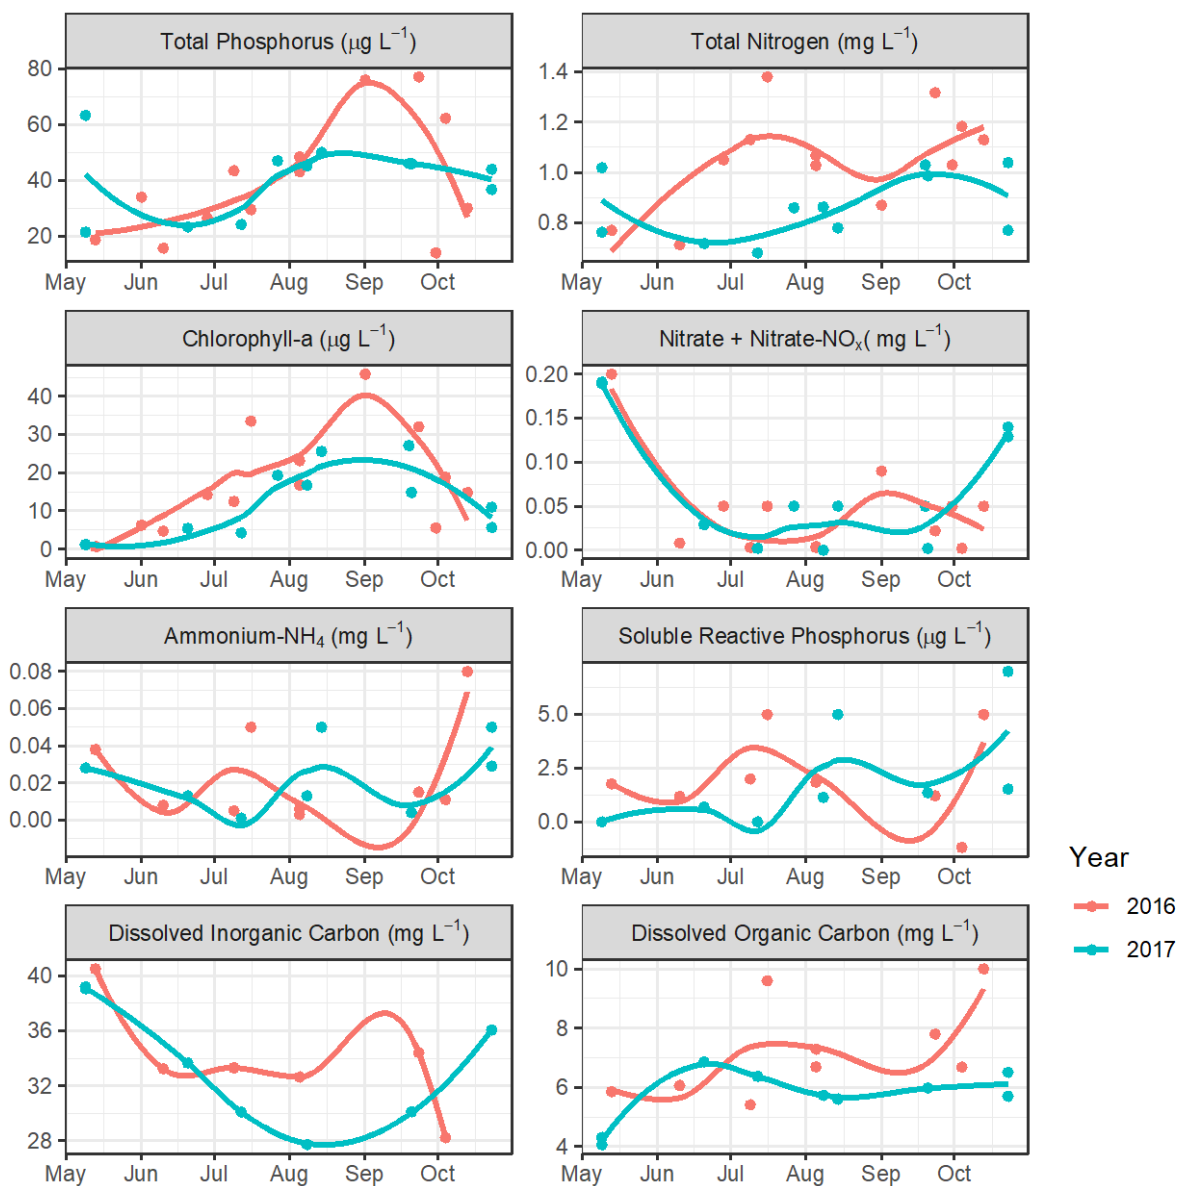 Total Phosphorus (μg L⁻¹)
Total Nitrogen (mg L⁻¹)
80
60
40
20
May Jun Jul Aug Sep Oct
1.4
1.2
1.0
0.8
May Jun Jul Aug Sep Oct
Chlorophyll-a (μg L⁻¹)
Nitrate + Nitrate-NOₓ( mg L⁻¹)
40
30
20
10
0
May Jun Jul Aug Sep Oct
0.20
0.15
0.10
0.05
0.00
May Jun Jul Aug Sep Oct
Ammonium-NH₄ (mg L⁻¹)
Soluble Reactive Phosphorus (μg L⁻¹)
0.08
0.06
0.04
0.02
0.00
May Jun Jul Aug Sep Oct
5.0
2.5
0.0
May Jun Jul Aug Sep Oct
Dissolved Inorganic Carbon (mg L⁻¹)
Dissolved Organic Carbon (mg L⁻¹)
40
36
32
28
May Jun Jul Aug Sep Oct
10
8
6
4
May Jun Jul Aug Sep Oct
Year
2016
2017